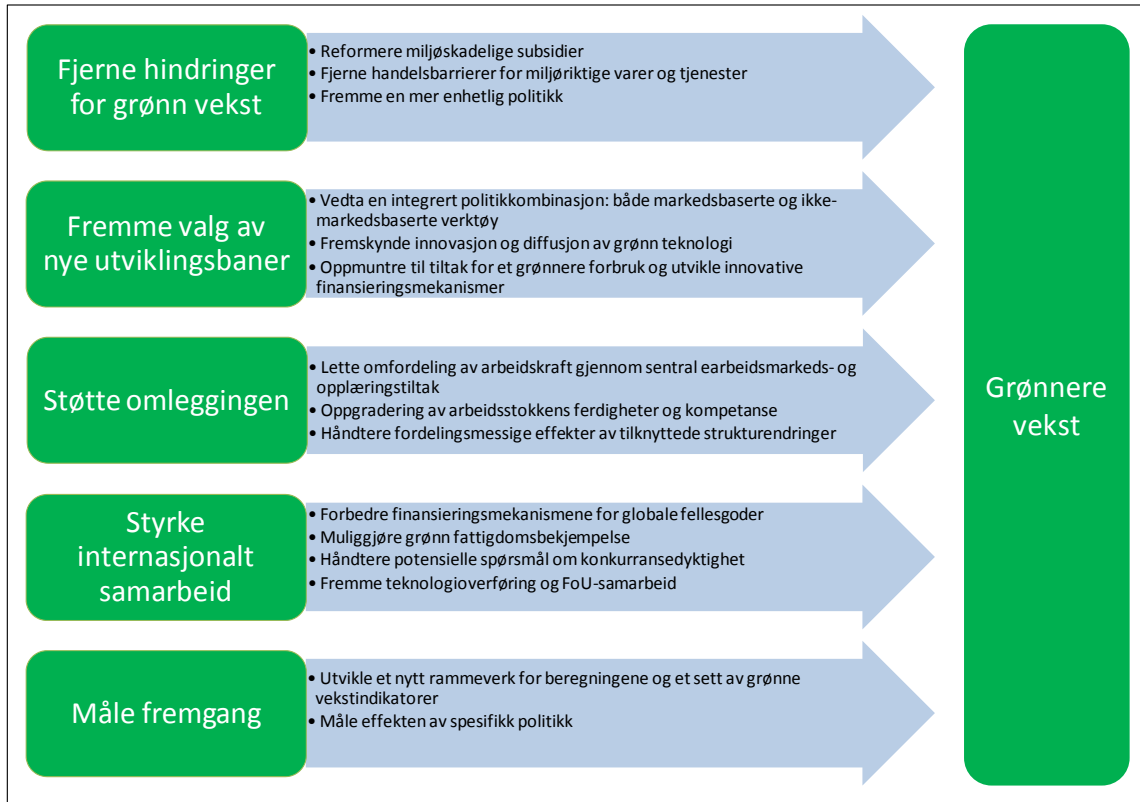 Fjerne hindringer
for grønn vekst
• Reformere miljøskadelige subsidier
• Fjerne handelsbarrierer for miljøriktige varer og tjenester
• Fremme en mer enhetlig politikk
Fremme valg av
nye utviklingsbaner
• Vedta en integrert politikkombinasjon: både markedsbaserte og ikke-
markedsbaserte verktøy
• Fremskynde innovasjon og diffusjon av grønn teknologi
• Oppmuntre til tiltak for et grønnere forbruk og utvikle innovative
finansieringsmekanismer
Støtte omleggingen
• Lette omfordeling av arbeidskraft gjennom sentral earbeidsmarkeds- og
opplæringstiltak
• Oppgradering av arbeidsstokkens ferdigheter og kompetanse
• Håndtere fordelingsmessige effekter av tilknyttede strukturendringer
Styrke
internasjonalt
samarbeid
• Forbedre finansieringsmekanismene for globale fellesgoder
• Muliggjøre grønn fattigdomsbekjempelse
• Håndtere potensielle spørsmål om konkurransedyktighet
• Fremme teknologioverføring og FoU-samarbeid
Måle fremgang
• Utvikle et nytt rammeverk for beregningene og et sett av grønne
vekstindikatorer
• Måle effekten av spesifikk politikk
Grønnere
vekst